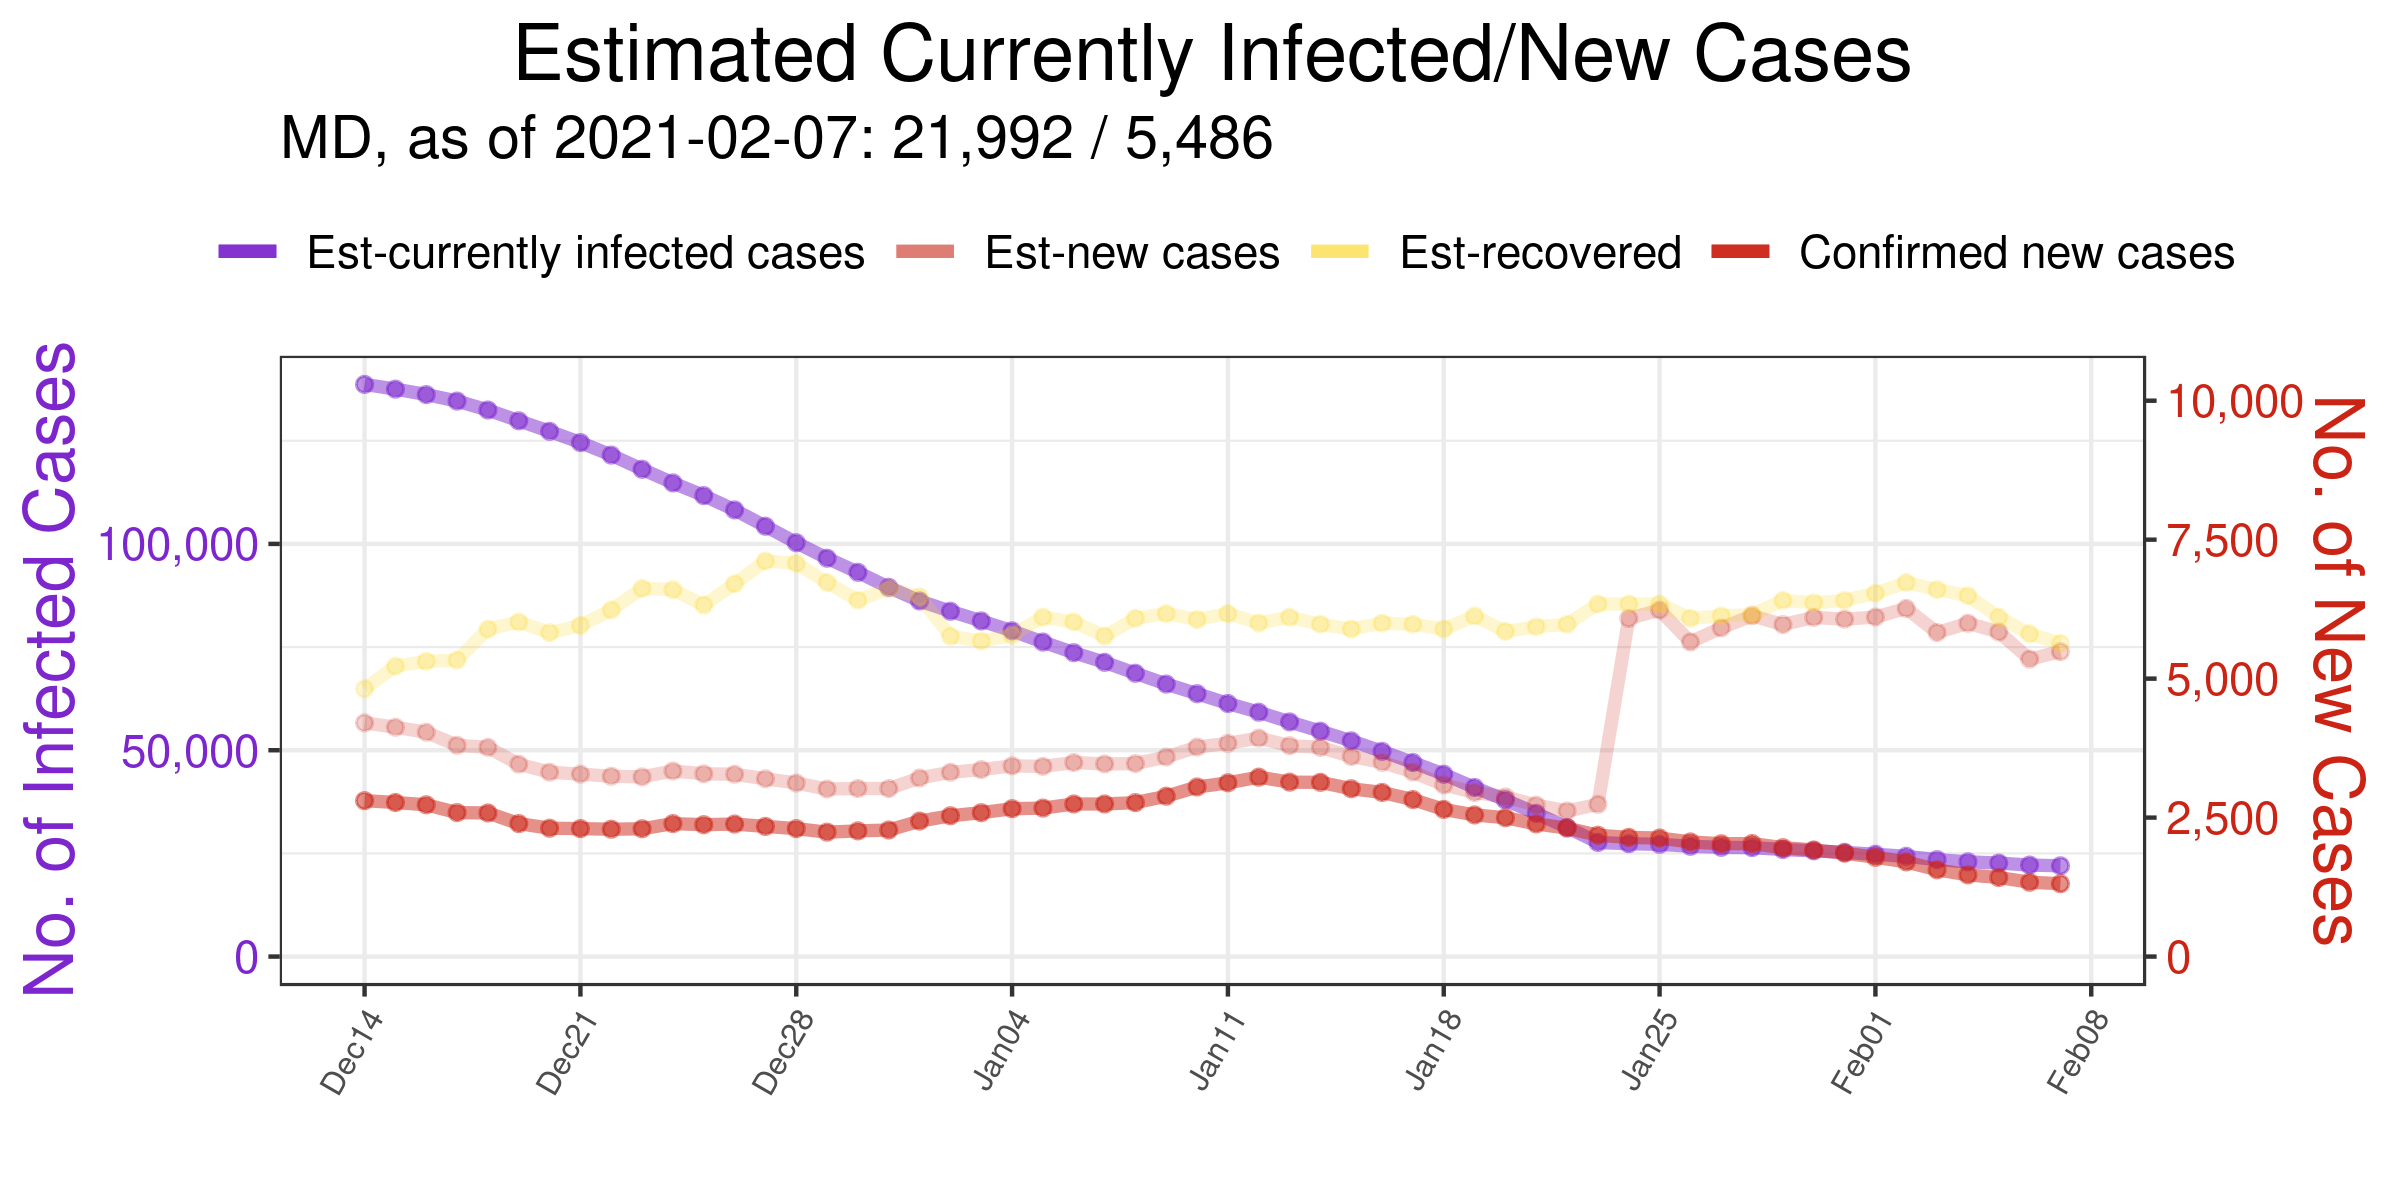 Estimated Currently Infected/New Cases
MD, as of 2021-02-07: 21,992 / 5,486
Est-currently infected cases Est-new cases Est-recovered Confirmed new cases
No. of Infected Cases
100,000
50,000
0
10,000
7,500
5,000
2,500
0
No. of New Cases
Dec14 Dec21 Dec28 Jan04 Jan11 Jan18 Jan25 Feb01 Feb08